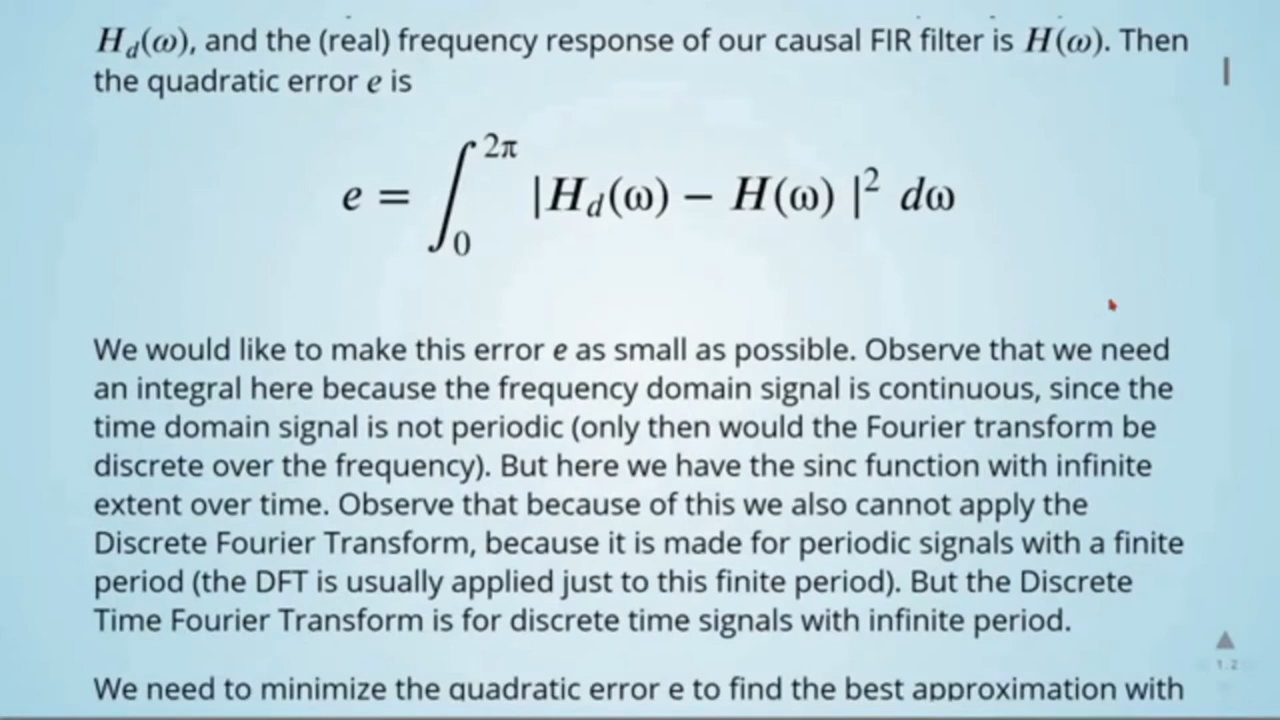 H_d(ω), and the (real) frequency response of our causal FIR filter is H(ω). Then
the quadratic error e is
e = ∫_0^{2π} |H_d(ω) − H(ω) |² dω
We would like to make this error e as small as possible. Observe that we need
an integral here because the frequency domain signal is continuous, since the
time domain signal is not periodic (only then would the Fourier transform be
discrete over the frequency). But here we have the sinc function with infinite
extent over time. Observe that because of this we also cannot apply the
Discrete Fourier Transform, because it is made for periodic signals with a finite
period (the DFT is usually applied just to this finite period). But the Discrete
Time Fourier Transform is for discrete time signals with infinite period.
1.2
We need to minimize the quadratic error e to find the best approximation with